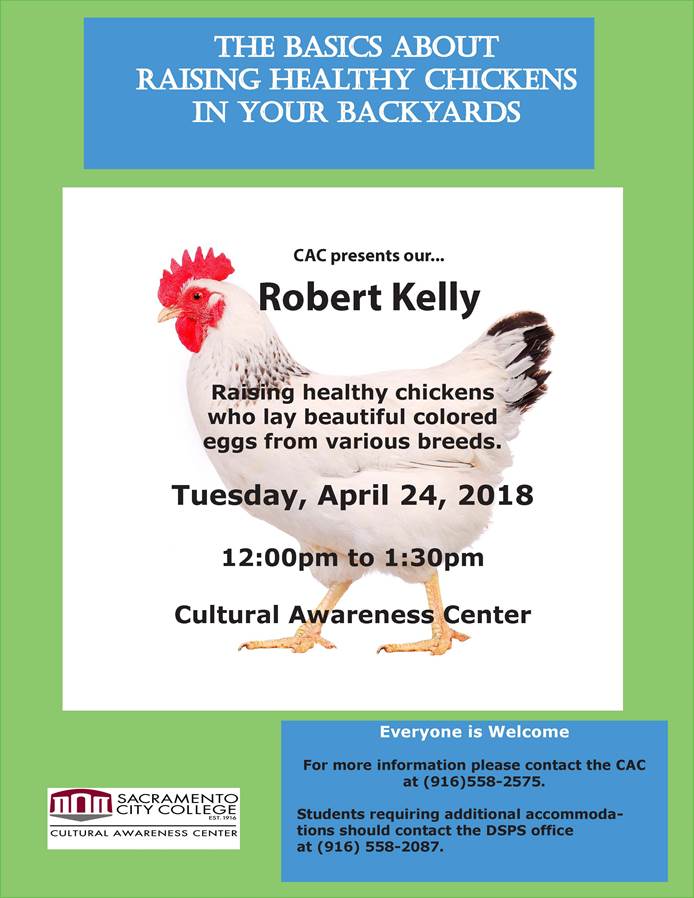 THE BASICS ABOUT
RAISING HEALTHY CHICKENS
IN YOUR BACKYARDS
CAC presents our...
Robert Kelly
Raising healthy chickens
who lay beautiful colored
eggs from various breeds.
Tuesday, April 24, 2018
12:00pm to 1:30pm
Cultural Awareness Center
Everyone is Welcome
For more information please contact the CAC
at (916)558-2575.
Students requiring additional accommoda-
tions should contact the DSPS office
at (916) 558-2087.
SACRAMENTO
CITY COLLEGE
EST. 1916
CULTURAL AWARENESS CENTER